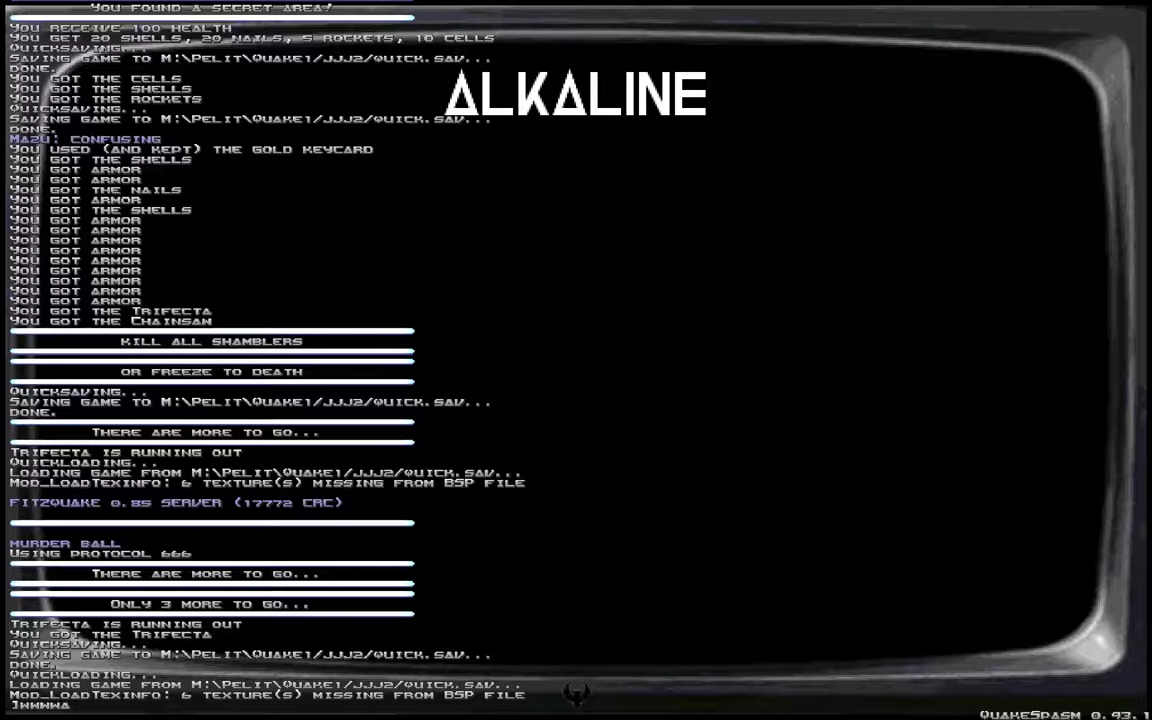 YOU FOUND A SECRET AREA!
YOU RECEIVE 100 HEALTH
YOU GET 20 SHELLS, 20 NAILS, 5 ROCKETS, 10 CELLS
QUICKSAVING...
SAVING GAME TO M:\PELIT\QUAKE1/JJJ2/QUICK.SAV...
DONE.
YOU GOT THE CELLS
YOU GOT THE SHELLS
YOU GOT THE ROCKETS
QUICKSAVING...
SAVING GAME TO M:\PELIT\QUAKE1/JJJ2/QUICK.SAV...
DONE.
MAZU: CONFUSING
YOU USED (AND KEPT) THE GOLD KEYCARD
YOU GOT THE SHELLS
YOU GOT ARMOR
YOU GOT ARMOR
YOU GOT THE NAILS
YOU GOT ARMOR
YOU GOT THE SHELLS
YOU GOT ARMOR
YOU GOT ARMOR
YOU GOT ARMOR
YOU GOT ARMOR
YOU GOT ARMOR
YOU GOT ARMOR
YOU GOT ARMOR
YOU GOT ARMOR
YOU GOT ARMOR
YOU GOT THE TRIFECTA
YOU GOT THE CHAINSAW
KILL ALL SHAMBLERS
OR FREEZE TO DEATH
QUICKSAVING...
SAVING GAME TO M:\PELIT\QUAKE1/JJJ2/QUICK.SAV...
DONE.
THERE ARE MORE TO GO...
TRIFECTA IS RUNNING OUT
QUICKLOADING...
LOADING GAME FROM M:\PELIT\QUAKE1/JJJ2/QUICK.SAV...
MOD_LOADTEXINFO: 6 TEXTURE(S) MISSING FROM BSP FILE
FITZQUAKE 0.85 SERVER (17772 CRC)
MURDER BALL
USING PROTOCOL 666
THERE ARE MORE TO GO...
ONLY 3 MORE TO GO...
TRIFECTA IS RUNNING OUT
YOU GOT THE TRIFECTA
QUICKSAVING...
SAVING GAME TO M:\PELIT\QUAKE1/JJJ2/QUICK.SAV...
DONE.
QUICKLOADING...
LOADING GAME FROM M:\PELIT\QUAKE1/JJJ2/QUICK.SAV...
MOD_LOADTEXINFO: 6 TEXTURE(S) MISSING FROM BSP FILE
]WWWWA
ALKALINE
QUAKESPASM 0.93.1